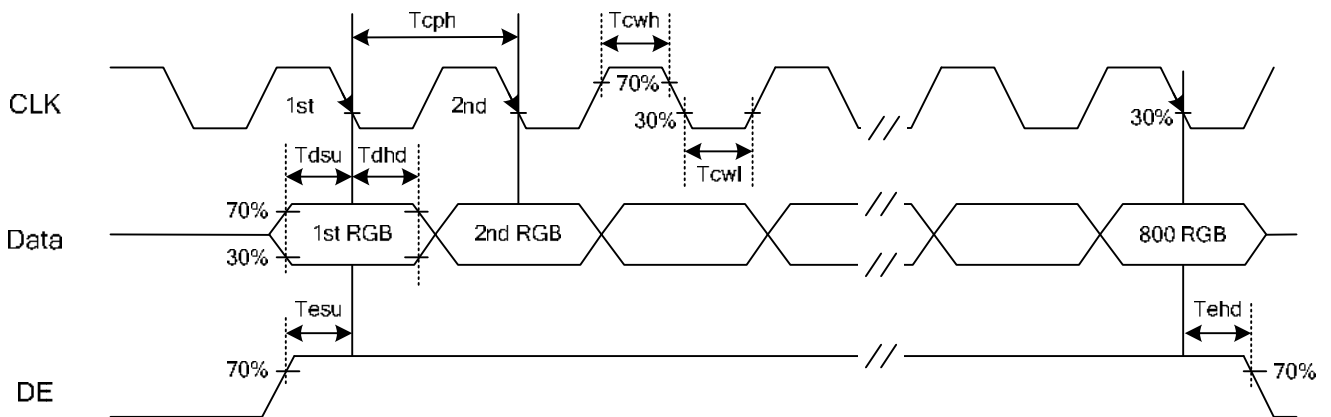 Tcph
Tcwh
CLK
1st
2nd
70%
30%
30%
Tcwl
Tdsu
Tdhd
70%
Data
1st RGB
2nd RGB
800 RGB
30%
Tesu
Tehd
70%
70%
DE